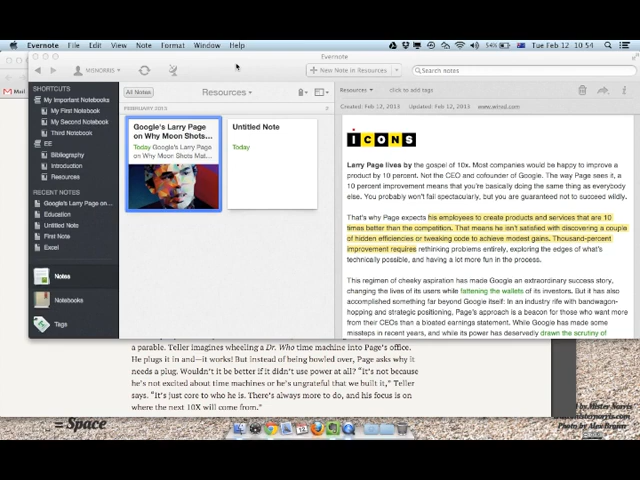 Evernote File Edit View Note Format Window Help
54% Tue Feb 12 10:54
Evernote
MISNORRIS
New Note in Resources
Search notes
Mail
SHORTCUTS
My Important Notebooks
My First Notebook
My Second Notebook
Third Notebook
EE
Bibliography
Introduction
Resources
RECENT NOTES
Google's Larry Page on...
Education
Untitled Note
First Note
Excel
Notes
Notebooks
Tags
All Notes
Resources
FEBRUARY 2013
2
Google's Larry Page
on Why Moon Shots...
Today Google's Larry
Page on Why Moon
Shots Mat...
Untitled Note
Today
Resources click to add tags
Created: Feb 12, 2013 Updated: Feb 12, 2013 www.wired.com
icons
Larry Page lives by the gospel of 10x. Most companies would be happy to improve a
product by 10 percent. Not the CEO and cofounder of Google. The way Page sees it, a
10 percent improvement means that you're basically doing the same thing as everybody
else. You probably won't fail spectacularly, but you are guaranteed not to succeed wildly.
That's why Page expects his employees to create products and services that are 10
times better than the competition. That means he isn't satisfied with discovering a couple
of hidden efficiencies or tweaking code to achieve modest gains. Thousand-percent
improvement requires rethinking problems entirely, exploring the edges of what's
technically possible, and having a lot more fun in the process.
This regimen of cheeky aspiration has made Google an extraordinary success story,
changing the lives of its users while fattening the wallets of its investors. But it has also
accomplished something far beyond Google itself: In an industry rife with bandwagon-
hopping and strategic positioning, Page's approach is a beacon for those who want more
from their CEOs than a bloated earnings statement. While Google has made some
missteps in recent years, and while its power has deservedly drawn the scrutiny of
a parable. Teller imagines wheeling a Dr. Who time machine into Page's office.
He plugs it in—it works! But instead of being bowled over, Page asks why it
needs a plug. Wouldn't it be better if it didn't use power at all? "It's not because
he's not excited about time machines or he's ungrateful that we built it," Teller
says. "It's just core to who he is. There's always more to do, and his focus is on
where the next 10X will come from."
= Space
by Mister Norris
misternorris.com
Photo by Alex Bruno